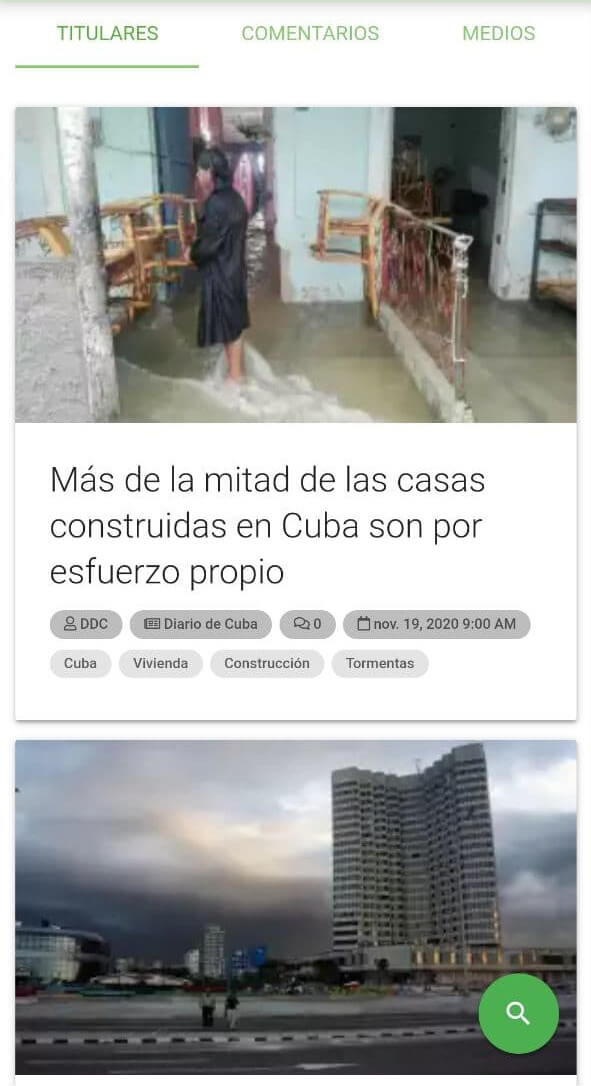 TITULARES COMENTARIOS MEDIOS
Más de la mitad de las casas
construidas en Cuba son por
esfuerzo propio
DDC Diario de Cuba 0 nov. 19, 2020 9:00 AM
Cuba Vivienda Construcción Tormentas